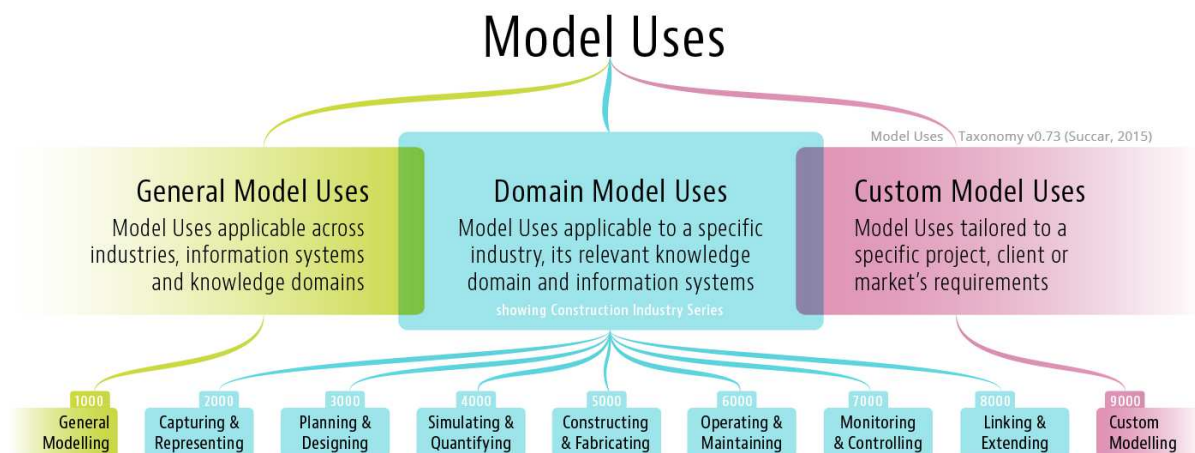 Model Uses
Model Uses Taxonomy v0.73 (Succar, 2015)
General Model Uses
Model Uses applicable across
industries, information systems
and knowledge domains
Domain Model Uses
Model Uses applicable to a specific
industry, its relevant knowledge
domain and information systems
showing Construction Industry Series
Custom Model Uses
Model Uses tailored to a
specific project, client or
market's requirements
1000
General
Modelling
2000
Capturing &
Representing
3000
Planning &
Designing
4000
Simulating &
Quantifying
5000
Constructing
& Fabricating
6000
Operating &
Maintaining
7000
Monitoring
& Controlling
8000
Linking &
Extending
9000
Custom
Modelling